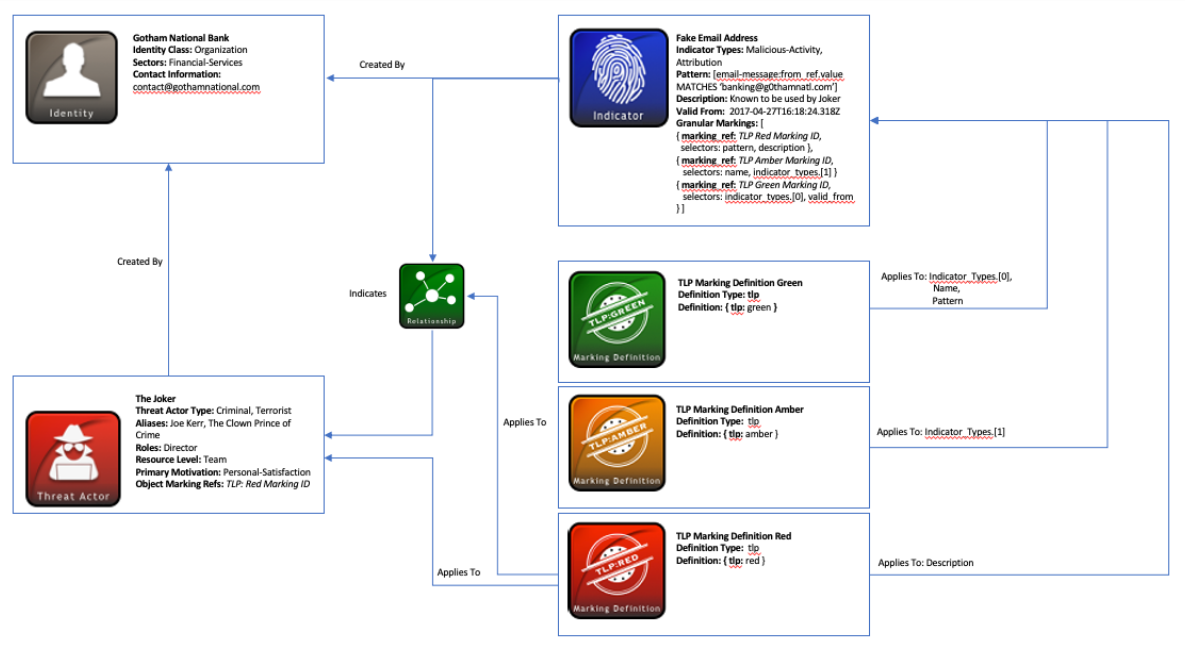 Gotham National Bank
Identity Class: Organization
Sectors: Financial-Services
Contact Information:
contact@gothamnational.com
Identity
Created By
Fake Email Address
Indicator Types: Malicious-Activity,
Attribution
Pattern: [email-message:from_ref.value
MATCHES ‘banking@g0thamnatl.com’]
Description: Known to be used by Joker
Valid From: 2017-04-27T16:18:24.318Z
Granular Markings: [
{ marking_ref: TLP Red Marking ID,
selectors: pattern, description },
{ marking_ref: TLP Amber Marking ID,
selectors: name, indicator_types.[1] }
{ marking_ref: TLP Green Marking ID,
selectors: indicator_types.[0], valid_from
} ]
Indicator
Created By
Indicates
Relationship
TLP Marking Definition Green
Definition Type: tlp
Definition: { tlp: green }
TLP:GREEN
Marking Definition
Applies To: Indicator_Types.[0],
Name,
Pattern
The Joker
Threat Actor Type: Criminal, Terrorist
Aliases: Joe Kerr, The Clown Prince of
Crime
Roles: Director
Resource Level: Team
Primary Motivation: Personal-Satisfaction
Object Marking Refs: TLP: Red Marking ID
Threat Actor
Applies To
TLP Marking Definition Amber
Definition Type: tlp
Definition: { tlp: amber }
TLP:AMBER
Marking Definition
Applies To: Indicator_Types.[1]
Applies To
TLP Marking Definition Red
Definition Type: tlp
Definition: { tlp: red }
TLP:RED
Marking Definition
Applies To: Description